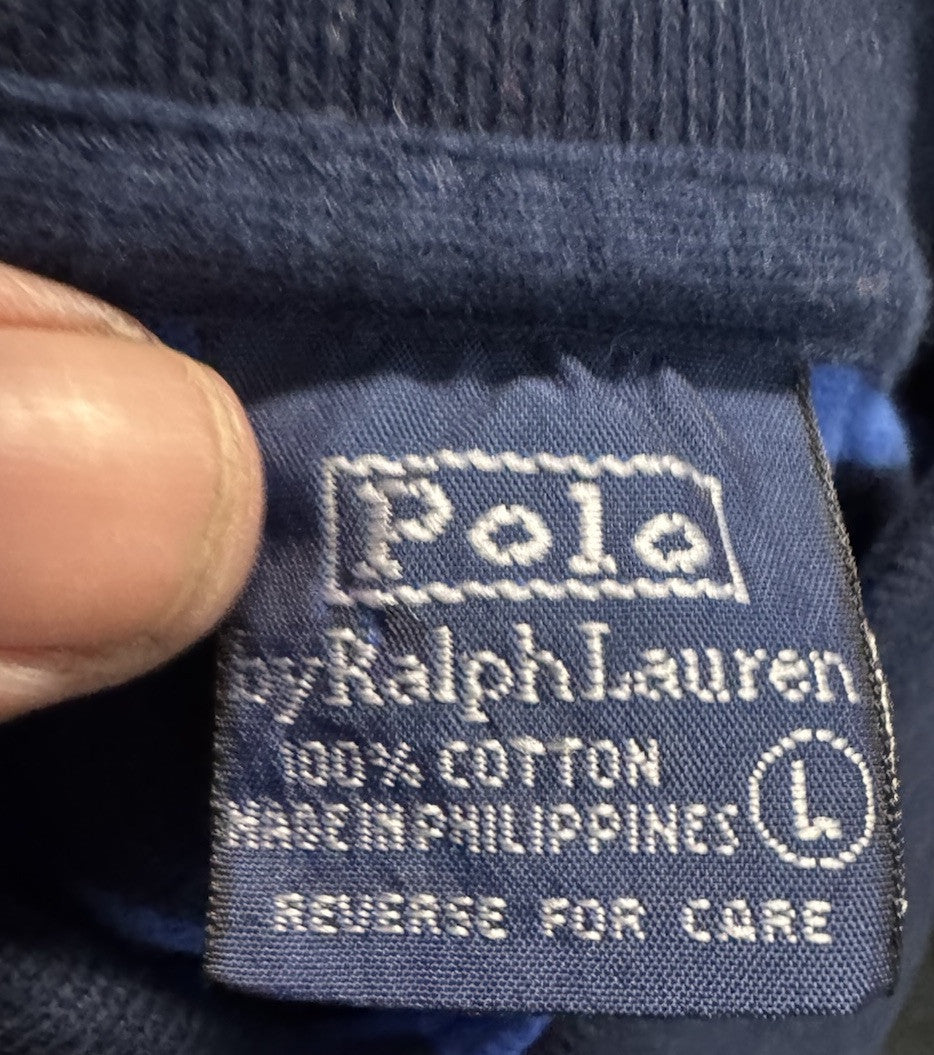 Polo
by Ralph Lauren
100% COTTON
MADE IN PHILIPPINES
L
REVERSE FOR CARE